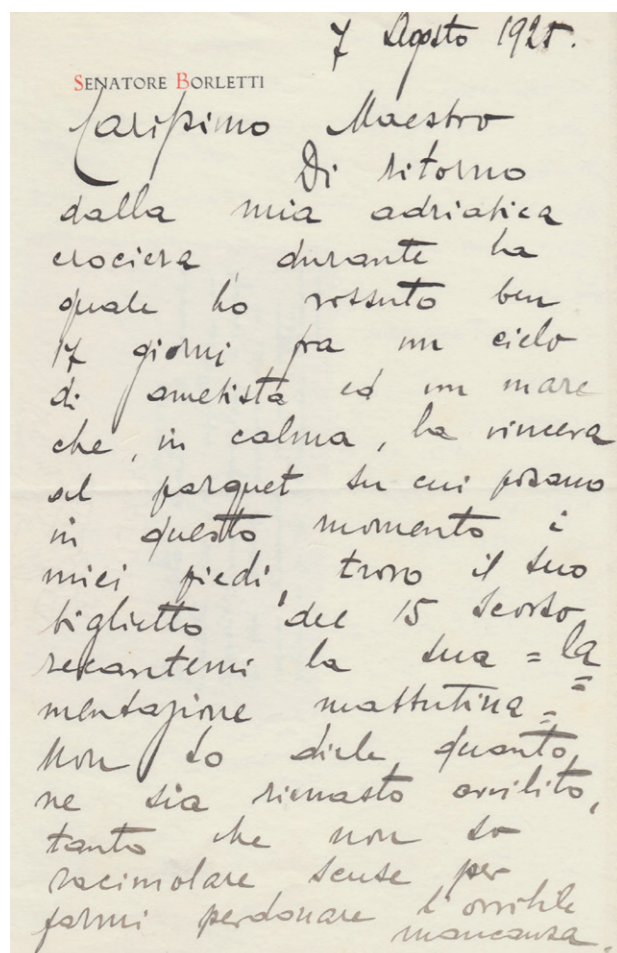 7 Agosto 1925.
SENATORE BORLETTI
Carissimo Maestro
Di ritorno
dalla mia adriatica
crociera, durante la
quale ho vissuto ben
17 giorni fra un cielo
di ametista ed un mare
che, in calma, la vinceva
al parquet su cui posano
in questo momento i
miei piedi, trovo il suo
biglietto del 15 scorso
recantemi la sua = la
mentazione mattutina =
Non so dirle quanto
ne sia rimasto avvilito,
tanto che non so
racimolare scuse per
farmi perdonare l'orribile
mancanza.